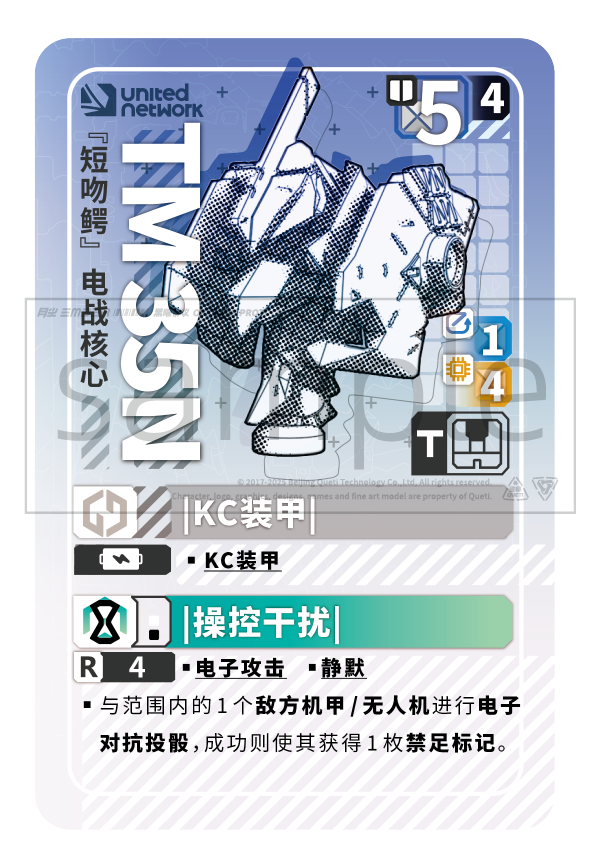 UNITED
NETWORK
5
4
『短吻鳄』电战核心
TM35N
sample
1
4
T
© 2017-2025 Beijing Queti Technology Co. Ltd. All rights reserved.
Character, logo, graphics, designs, names and fine art model are property of Queti.
|KC装甲|
▪ KC装甲
|操控干扰|
R 4 ▪电子攻击 ▪静默
▪ 与范围内的1个敌方机甲/无人机进行电子
对抗投骰,成功则使其获得1枚禁足标记。